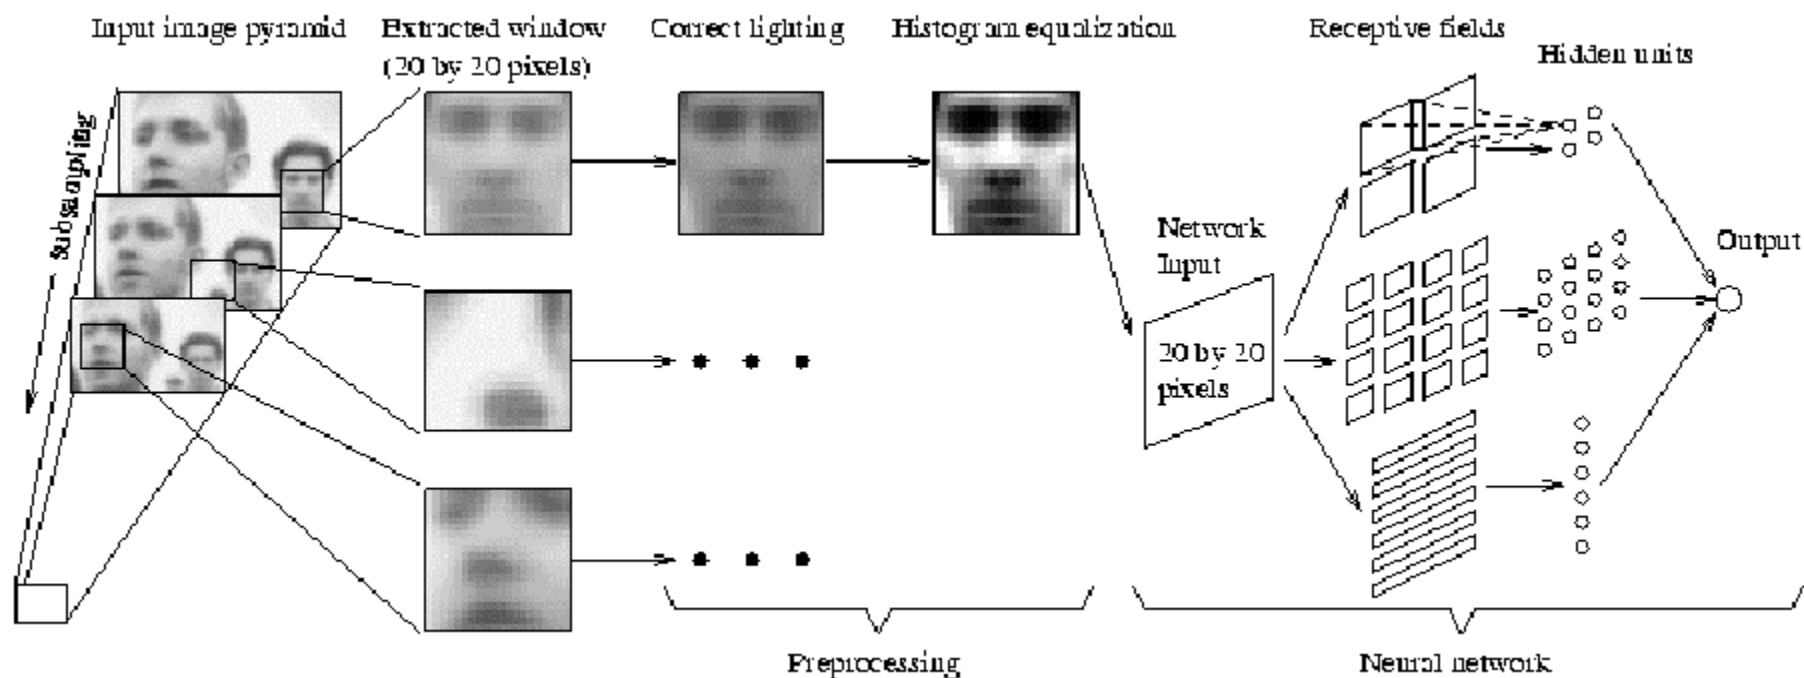 Input image pyramid
Extracted window
(20 by 20 pixels)
Correct lighting
Histogram equalization
Receptive fields
Hidden units
subsampling
Network
Input
20 by 20
pixels
Output
Preprocessing
Neural network